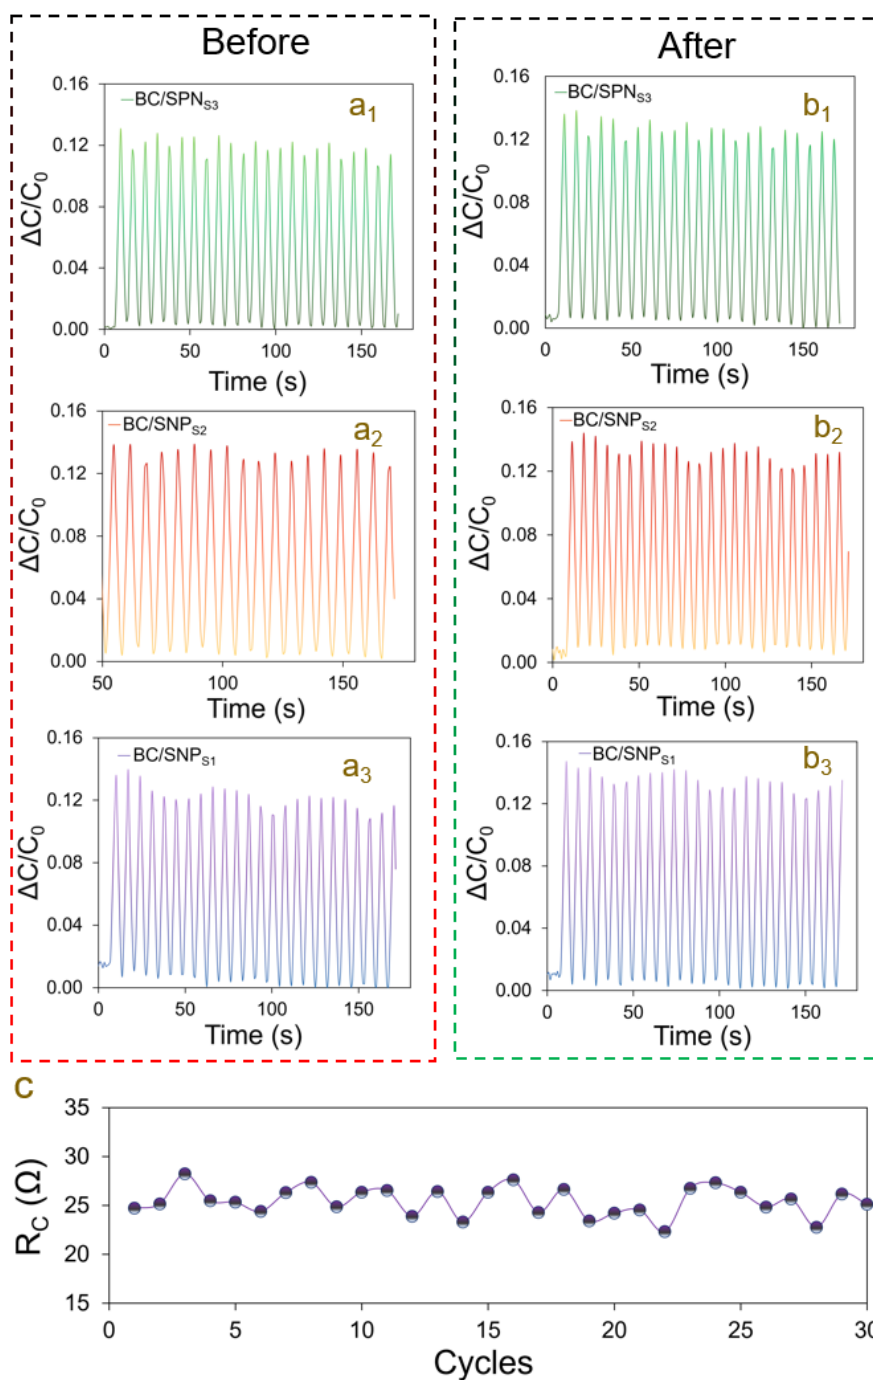 Before
After
0.16
0.12
0.08
0.04
0.00
ΔC/C0
BC/SPNS3
a1
0 50 100 150
Time (s)
0.16
0.12
0.08
0.04
0.00
ΔC/C0
BC/SPNS3
b1
0 50 100 150
Time (s)
0.16
0.12
0.08
0.04
0.00
ΔC/C0
BC/SNPS2
a2
50 100 150
Time (s)
0.16
0.12
0.08
0.04
0.00
ΔC/C0
BC/SNPS2
b2
0 50 100 150
Time (s)
0.16
0.12
0.08
0.04
0.00
ΔC/C0
BC/SNPS1
a3
0 50 100 150
Time (s)
0.16
0.12
0.08
0.04
0.00
ΔC/C0
BC/SNPS1
b3
0 50 100 150
Time (s)
c
35
30
25
20
15
RC (Ω)
0 5 10 15 20 25 30
Cycles